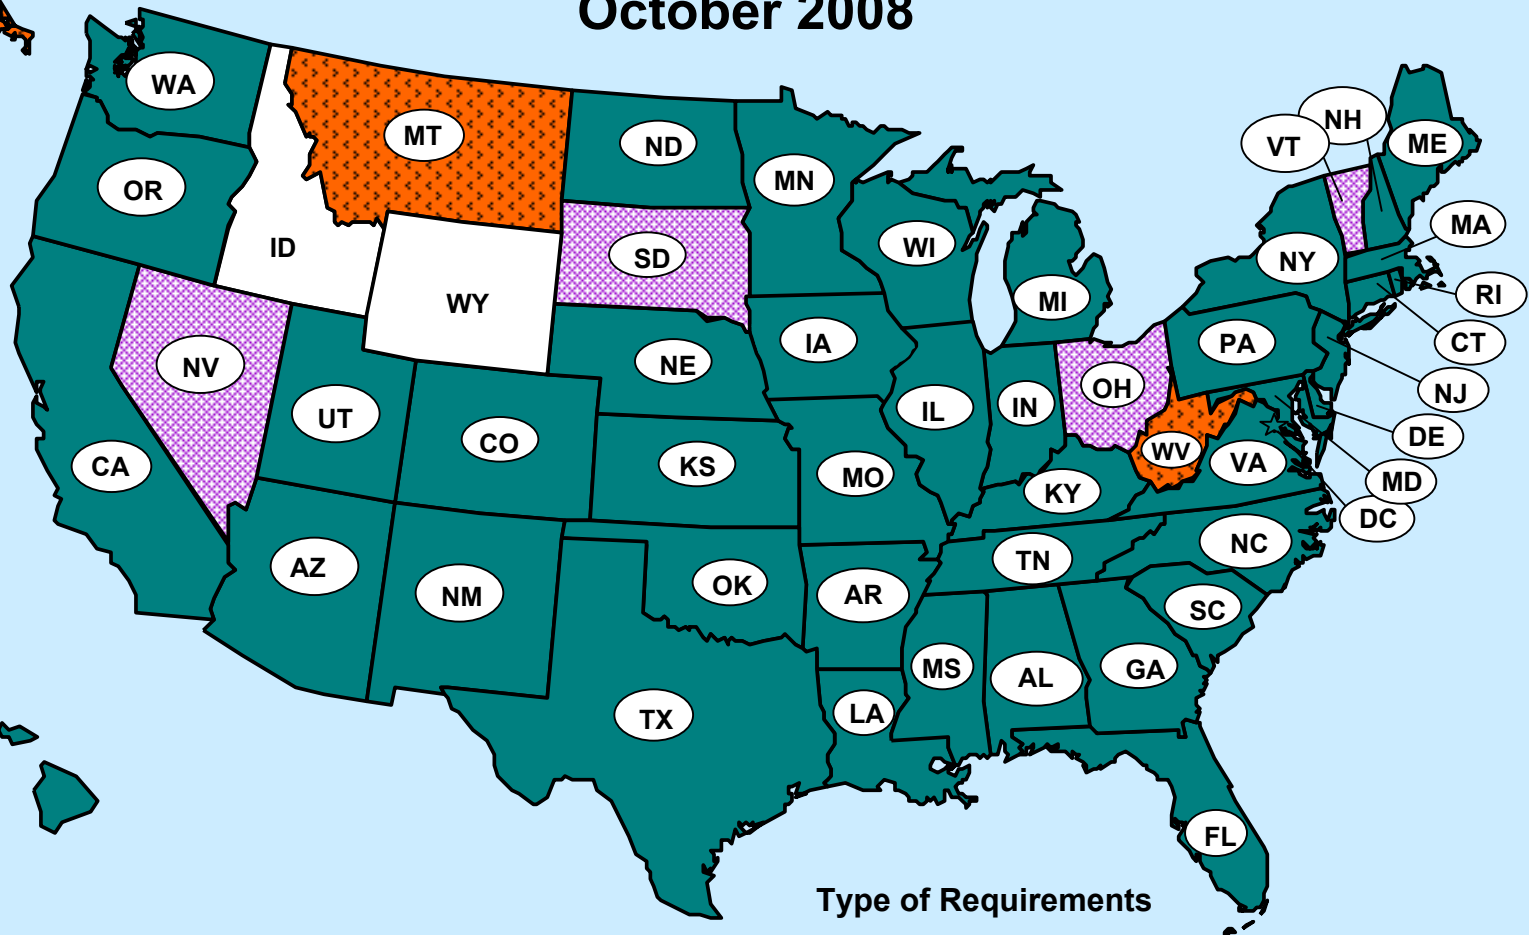 October 2008
WA
MT
ND
MN
VT
NH
ME
OR
ID
SD
WI
NY
MA
WY
MI
RI
NV
NE
IA
PA
CT
UT
CO
IL
IN
OH
NJ
CA
KS
MO
KY
WV
VA
DE
MD
DC
AZ
NM
OK
AR
TN
NC
SC
TX
LA
MS
AL
GA
FL
Type of Requirements